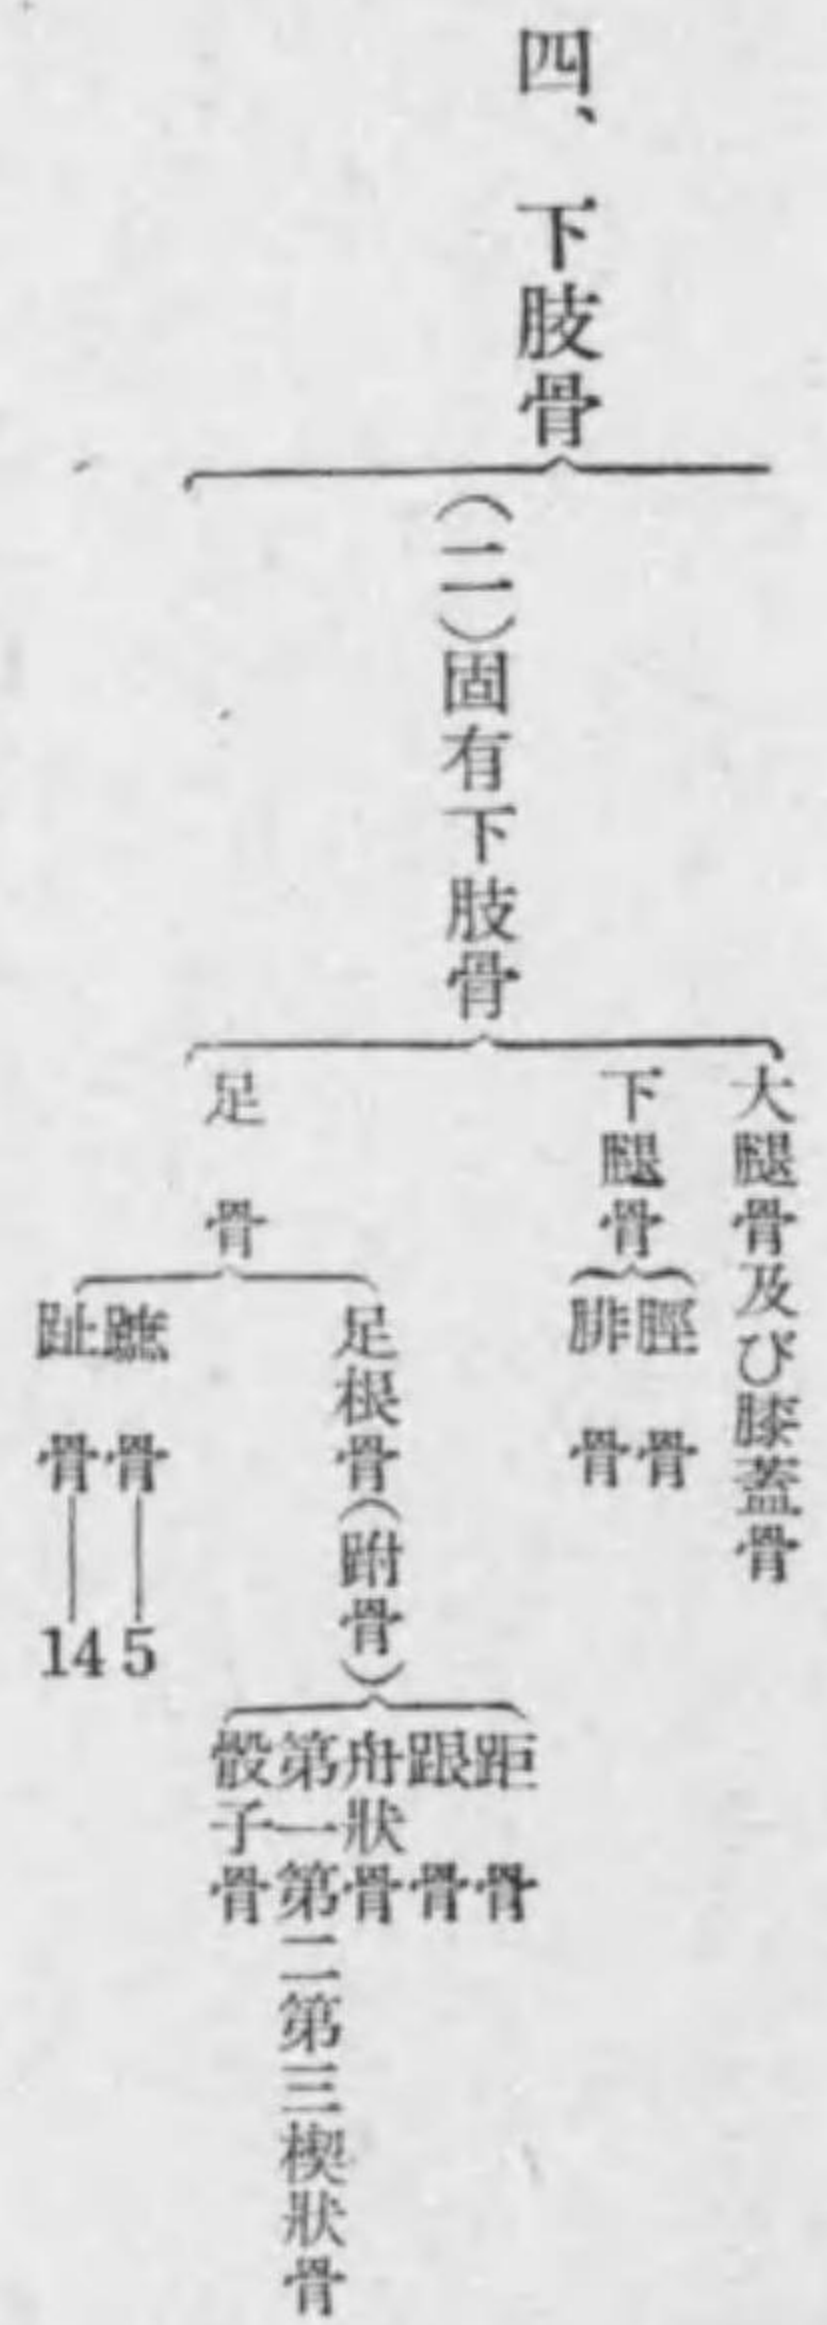 四、下肢骨
(二)固有下肢骨
大腿骨及び膝蓋骨
下腿骨
脛骨
腓骨
足骨
足根骨(跗骨)
距骨
跟骨
舟狀骨
第一第二第三楔狀骨
骰子骨
蹠骨——5
趾骨——14